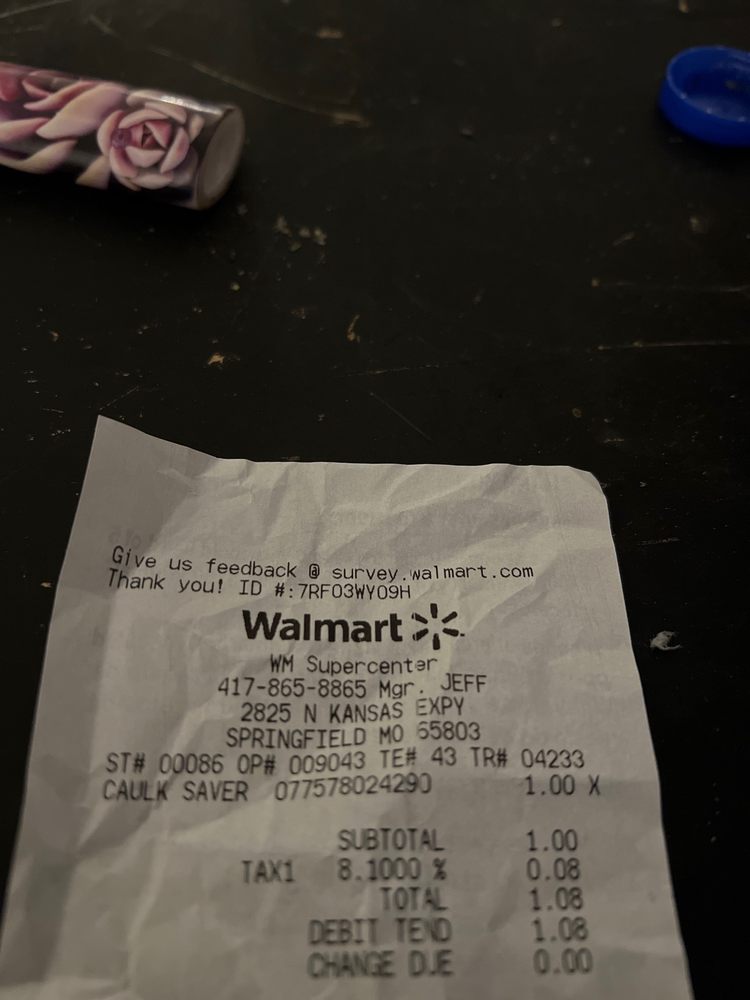 Give us feedback @ survey.walmart.com
Thank you! ID #:7RFO3WYO9H
Walmart
WM Supercenter
417-865-8865 Mgr. JEFF
2825 N KANSAS EXPY
SPRINGFIELD MO 65803
ST# 00086 OP# 009043 TE# 43 TR# 04233
CAULK SAVER 077578024290 1.00 X
SUBTOTAL 1.00
TAX1 8.1000 % 0.08
TOTAL 1.08
DEBIT TEND 1.08
CHANGE DUE 0.00